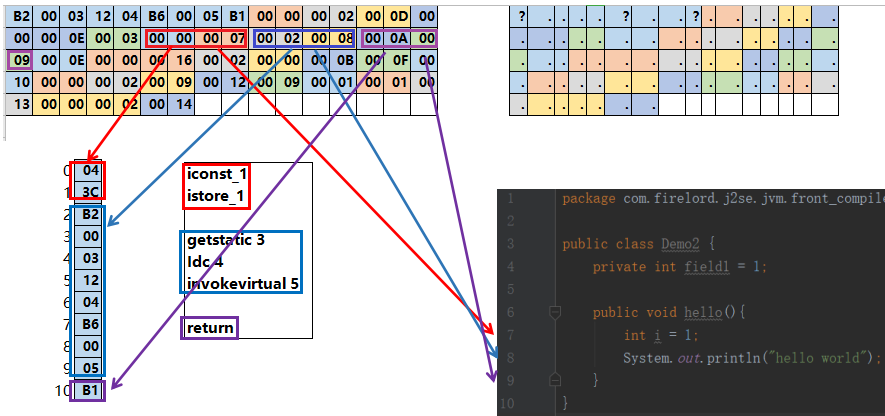 B2 00 03 12 04 B6 00 05 B1 00 00 00 02 00 0D 00
00 00 0E 00 03 00 00 00 07 00 02 00 08 00 0A 00
09 00 0E 00 00 00 16 00 02 00 00 00 0B 00 0F 00
10 00 00 00 02 00 09 00 12 00 09 00 01 00 01 00
13 00 00 00 02 00 14
0 04
1 3C
2 B2
3 00
4 03
5 12
6 04
7 B6
8 00
9 05
10 B1
iconst_1
istore_1
getstatic 3
ldc 4
invokevirtual 5
return
1 package com.firelord.j2se.jvm.front_compile
2
3 public class Demo2 {
4 private int field1 = 1;
5
6 public void hello(){
7 int i = 1;
8 System.out.println("hello world");
9 }
10 }